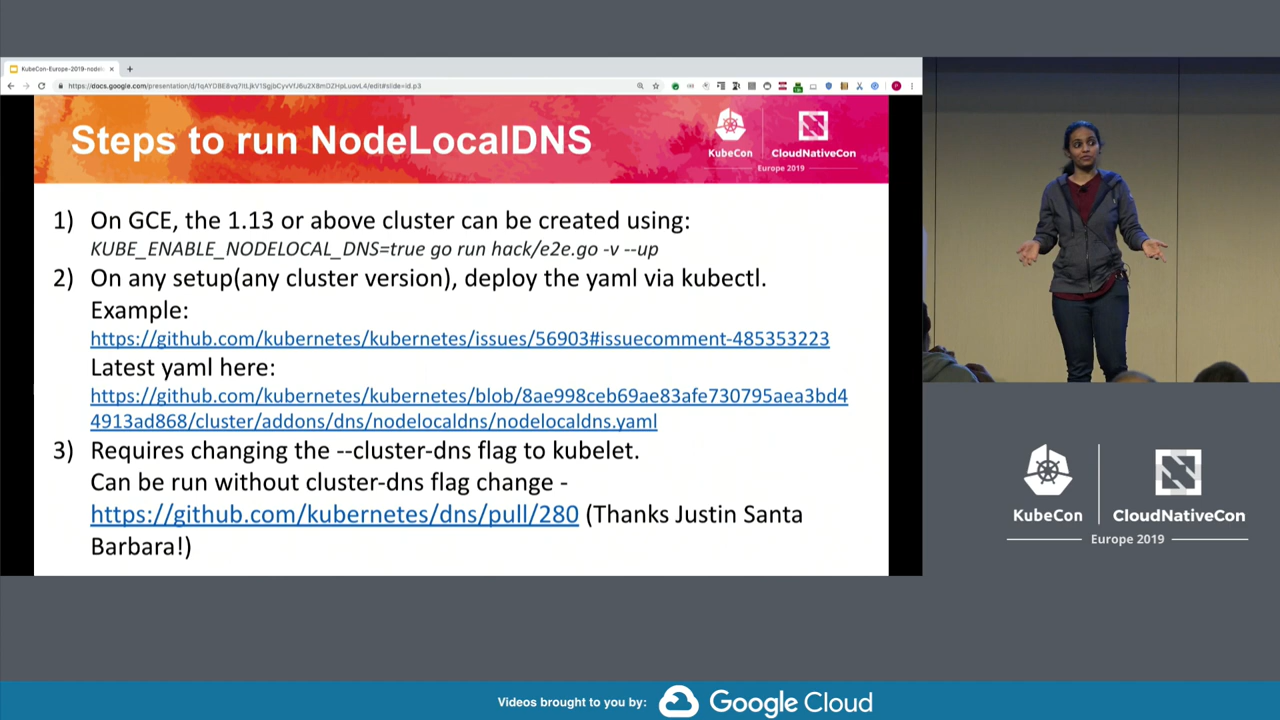 KubeCon-Europe-2019-nodel
Steps to run NodeLocalDNS
KubeCon
CloudNativeCon
Europe 2019
1) On GCE, the 1.13 or above cluster can be created using:
KUBE_ENABLE_NODELOCAL_DNS=true go run hack/e2e.go -v --up
2) On any setup(any cluster version), deploy the yaml via kubectl.
Example:
https://github.com/kubernetes/kubernetes/issues/56903#issuecomment-485353223
Latest yaml here:
https://github.com/kubernetes/kubernetes/blob/8ae998ceb69ae83afe730795aea3bd4
4913ad868/cluster/addons/dns/nodelocaldns/nodelocaldns.yaml
3) Requires changing the --cluster-dns flag to kubelet.
Can be run without cluster-dns flag change -
https://github.com/kubernetes/dns/pull/280 (Thanks Justin Santa
Barbara!)
KubeCon
CloudNativeCon
Europe 2019
Videos brought to you by:
Google Cloud